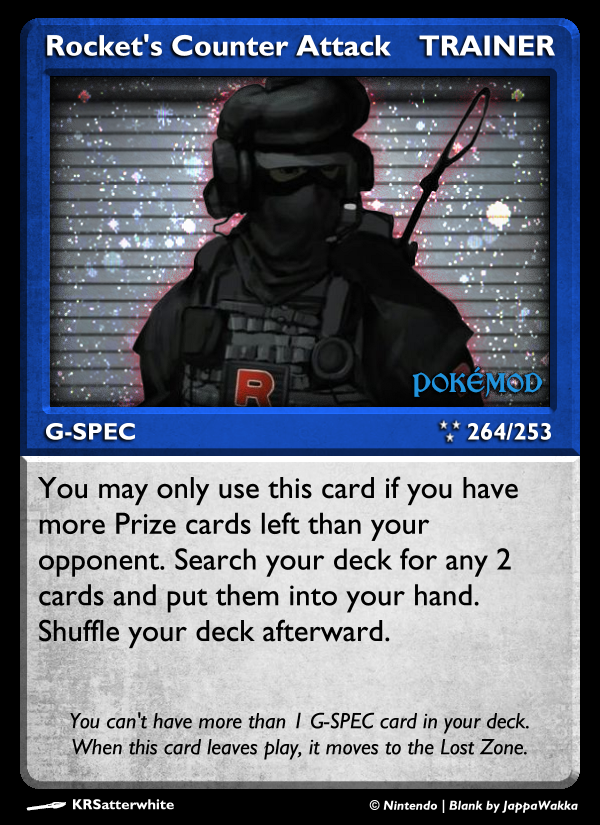 Rocket's Counter Attack TRAINER
R
POKÉMOD
G-SPEC 264/253
You may only use this card if you have
more Prize cards left than your
opponent. Search your deck for any 2
cards and put them into your hand.
Shuffle your deck afterward.
You can't have more than 1 G-SPEC card in your deck.
When this card leaves play, it moves to the Lost Zone.
KRSatterwhite © Nintendo | Blank by JappaWakka